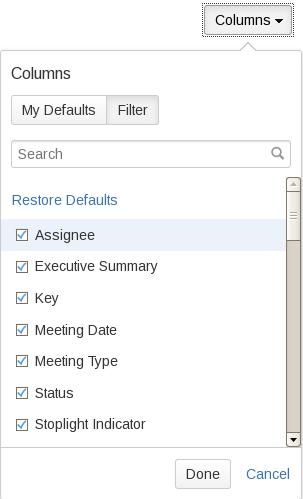 Columns
Columns
My Defaults Filter
Search
Restore Defaults
Assignee
Executive Summary
Key
Meeting Date
Meeting Type
Status
Stoplight Indicator
Done Cancel